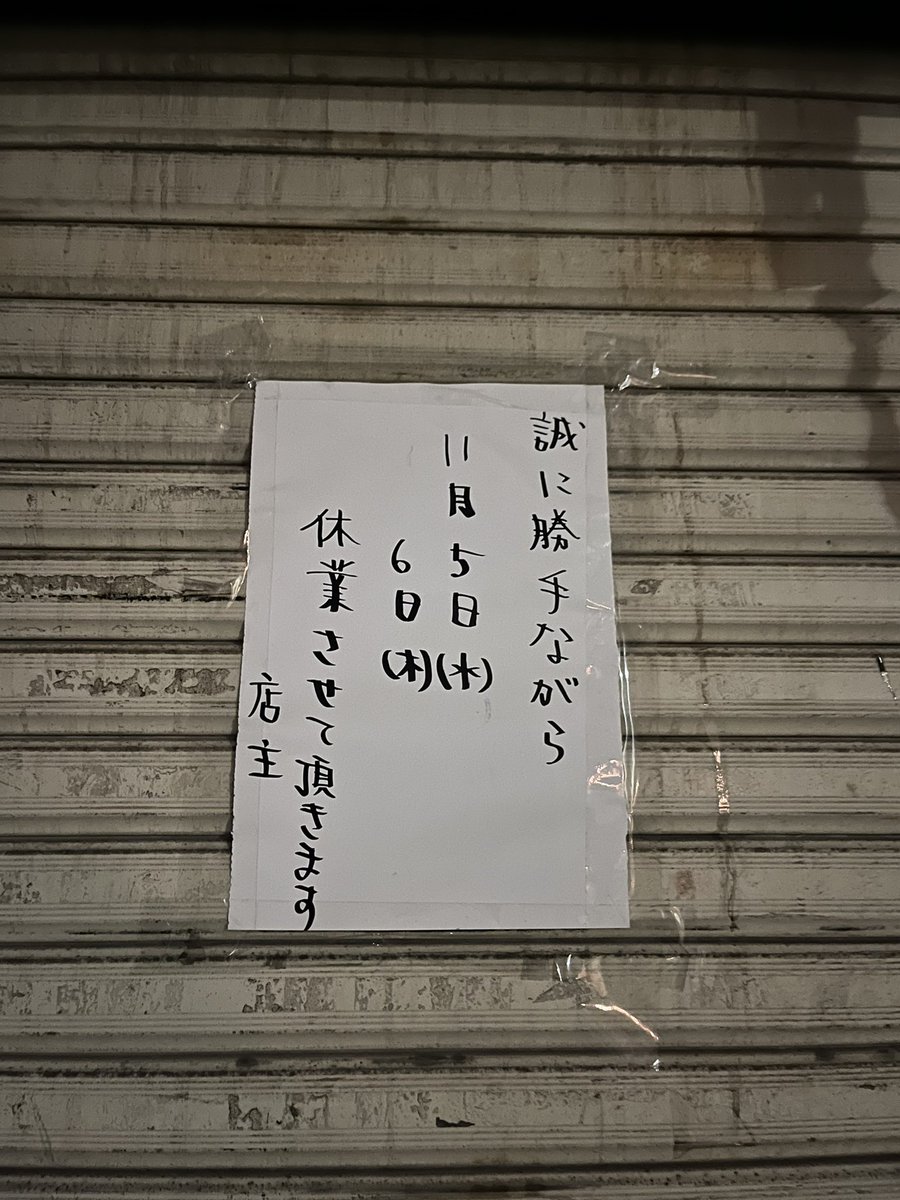 誠に勝手ながら
11月5日(水)
6日(木)
休業させて頂きます
店主